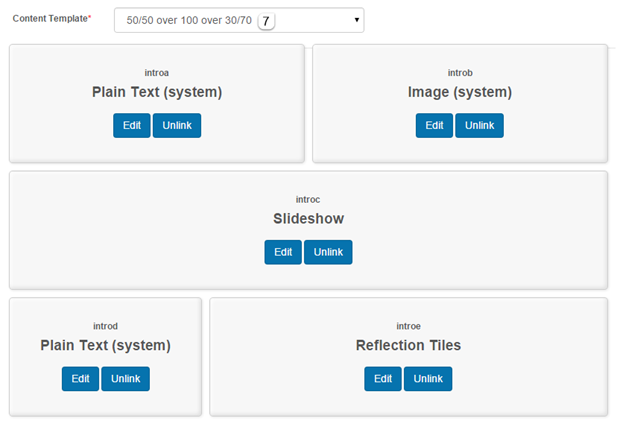 Content Template*
50/50 over 100 over 30/70 7
introa
Plain Text (system)
Edit Unlink
introb
Image (system)
Edit Unlink
introc
Slideshow
Edit Unlink
introd
Plain Text (system)
Edit Unlink
introe
Reflection Tiles
Edit Unlink